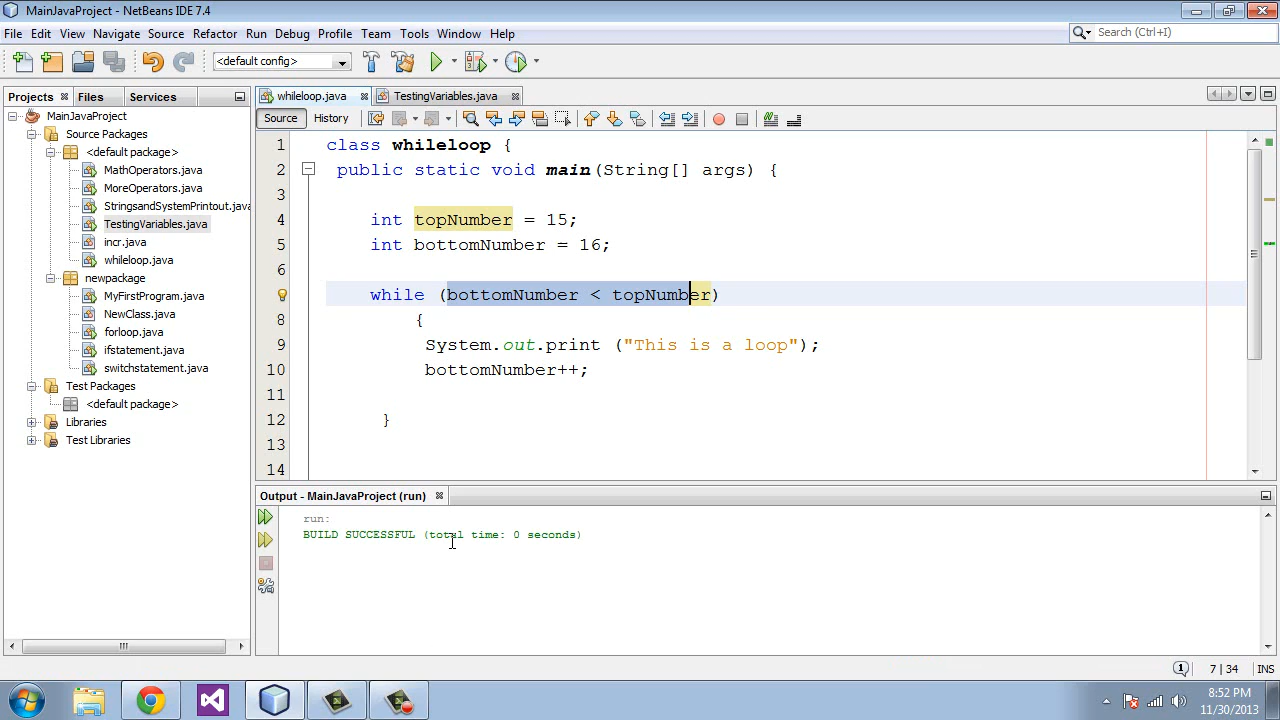 MainJavaProject - NetBeans IDE 7.4
File Edit View Navigate Source Refactor Run Debug Profile Team Tools Window Help
Search (Ctrl+I)
<default config>
Projects Files Services
whileloop.java TestingVariables.java
MainJavaProject
Source Packages
<default package>
MathOperators.java
MoreOperators.java
StringsandSystemPrintout.java
TestingVariables.java
incr.java
whileloop.java
newpackage
MyFirstProgram.java
NewClass.java
forloop.java
ifstatement.java
switchstatement.java
Test Packages
<default package>
Libraries
Test Libraries
Source History
1 class whileloop {
2 public static void main(String[] args) {
3
4 int topNumber = 15;
5 int bottomNumber = 16;
6
while (bottomNumber < topNumber)
8 {
9 System.out.print ("This is a loop");
10 bottomNumber++;
11
12 }
13
14
Output - MainJavaProject (run)
run:
BUILD SUCCESSFUL (total time: 0 seconds)
1 7 | 34 INS
8:52 PM
11/30/2013